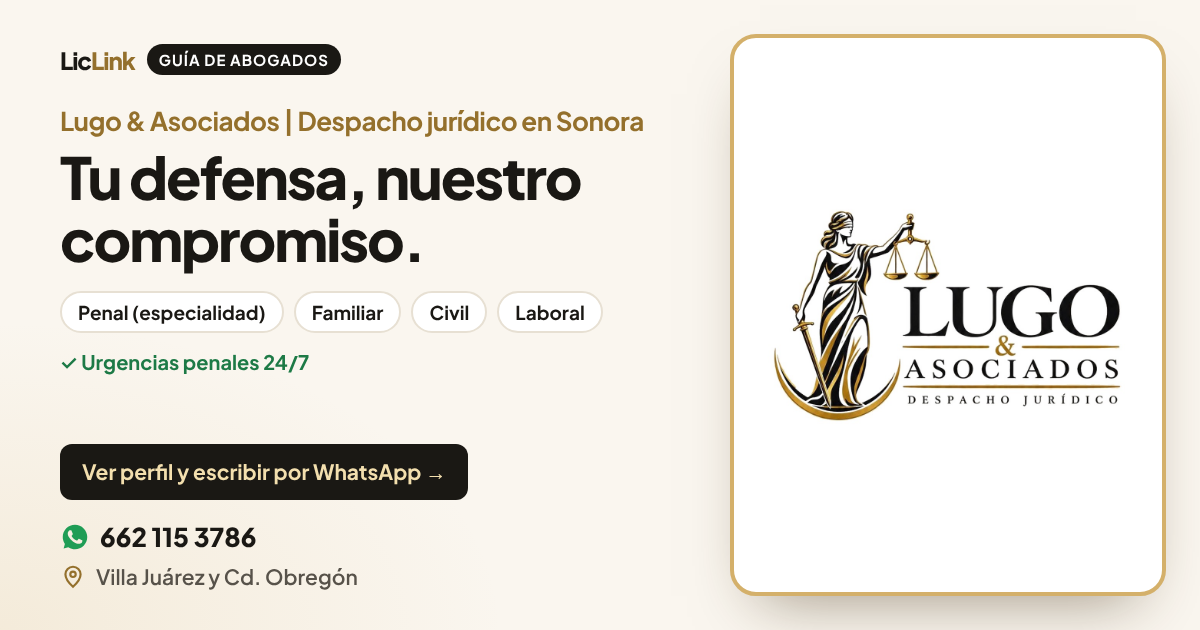 LicLink GUÍA DE ABOGADOS
Lugo & Asociados | Despacho jurídico en Sonora
Tu defensa, nuestro
compromiso.
Penal (especialidad) Familiar Civil Laboral
✓ Urgencias penales 24/7
Ver perfil y escribir por WhatsApp →
662 115 3786
Villa Juárez y Cd. Obregón
LUGO
&
ASOCIADOS
DESPACHO JURÍDICO